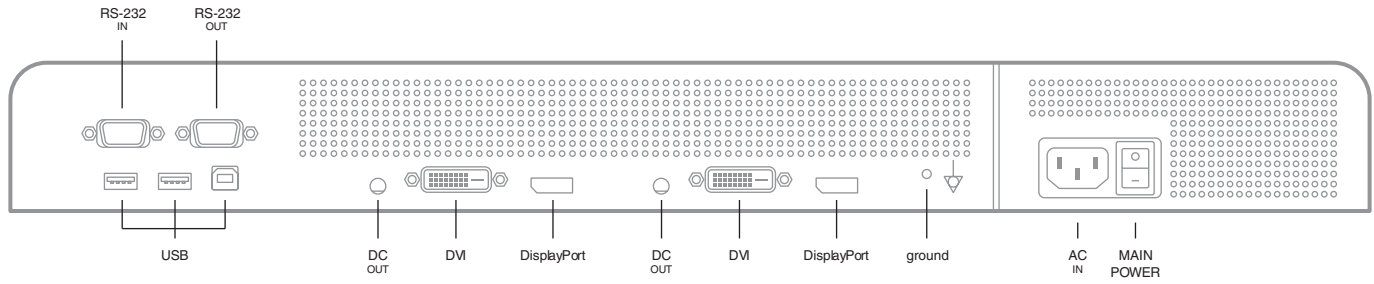 RS-232
IN
RS-232
OUT
USB
DC
OUT
DVI
DisplayPort
DC
OUT
DVI
DisplayPort
ground
AC
IN
MAIN
POWER